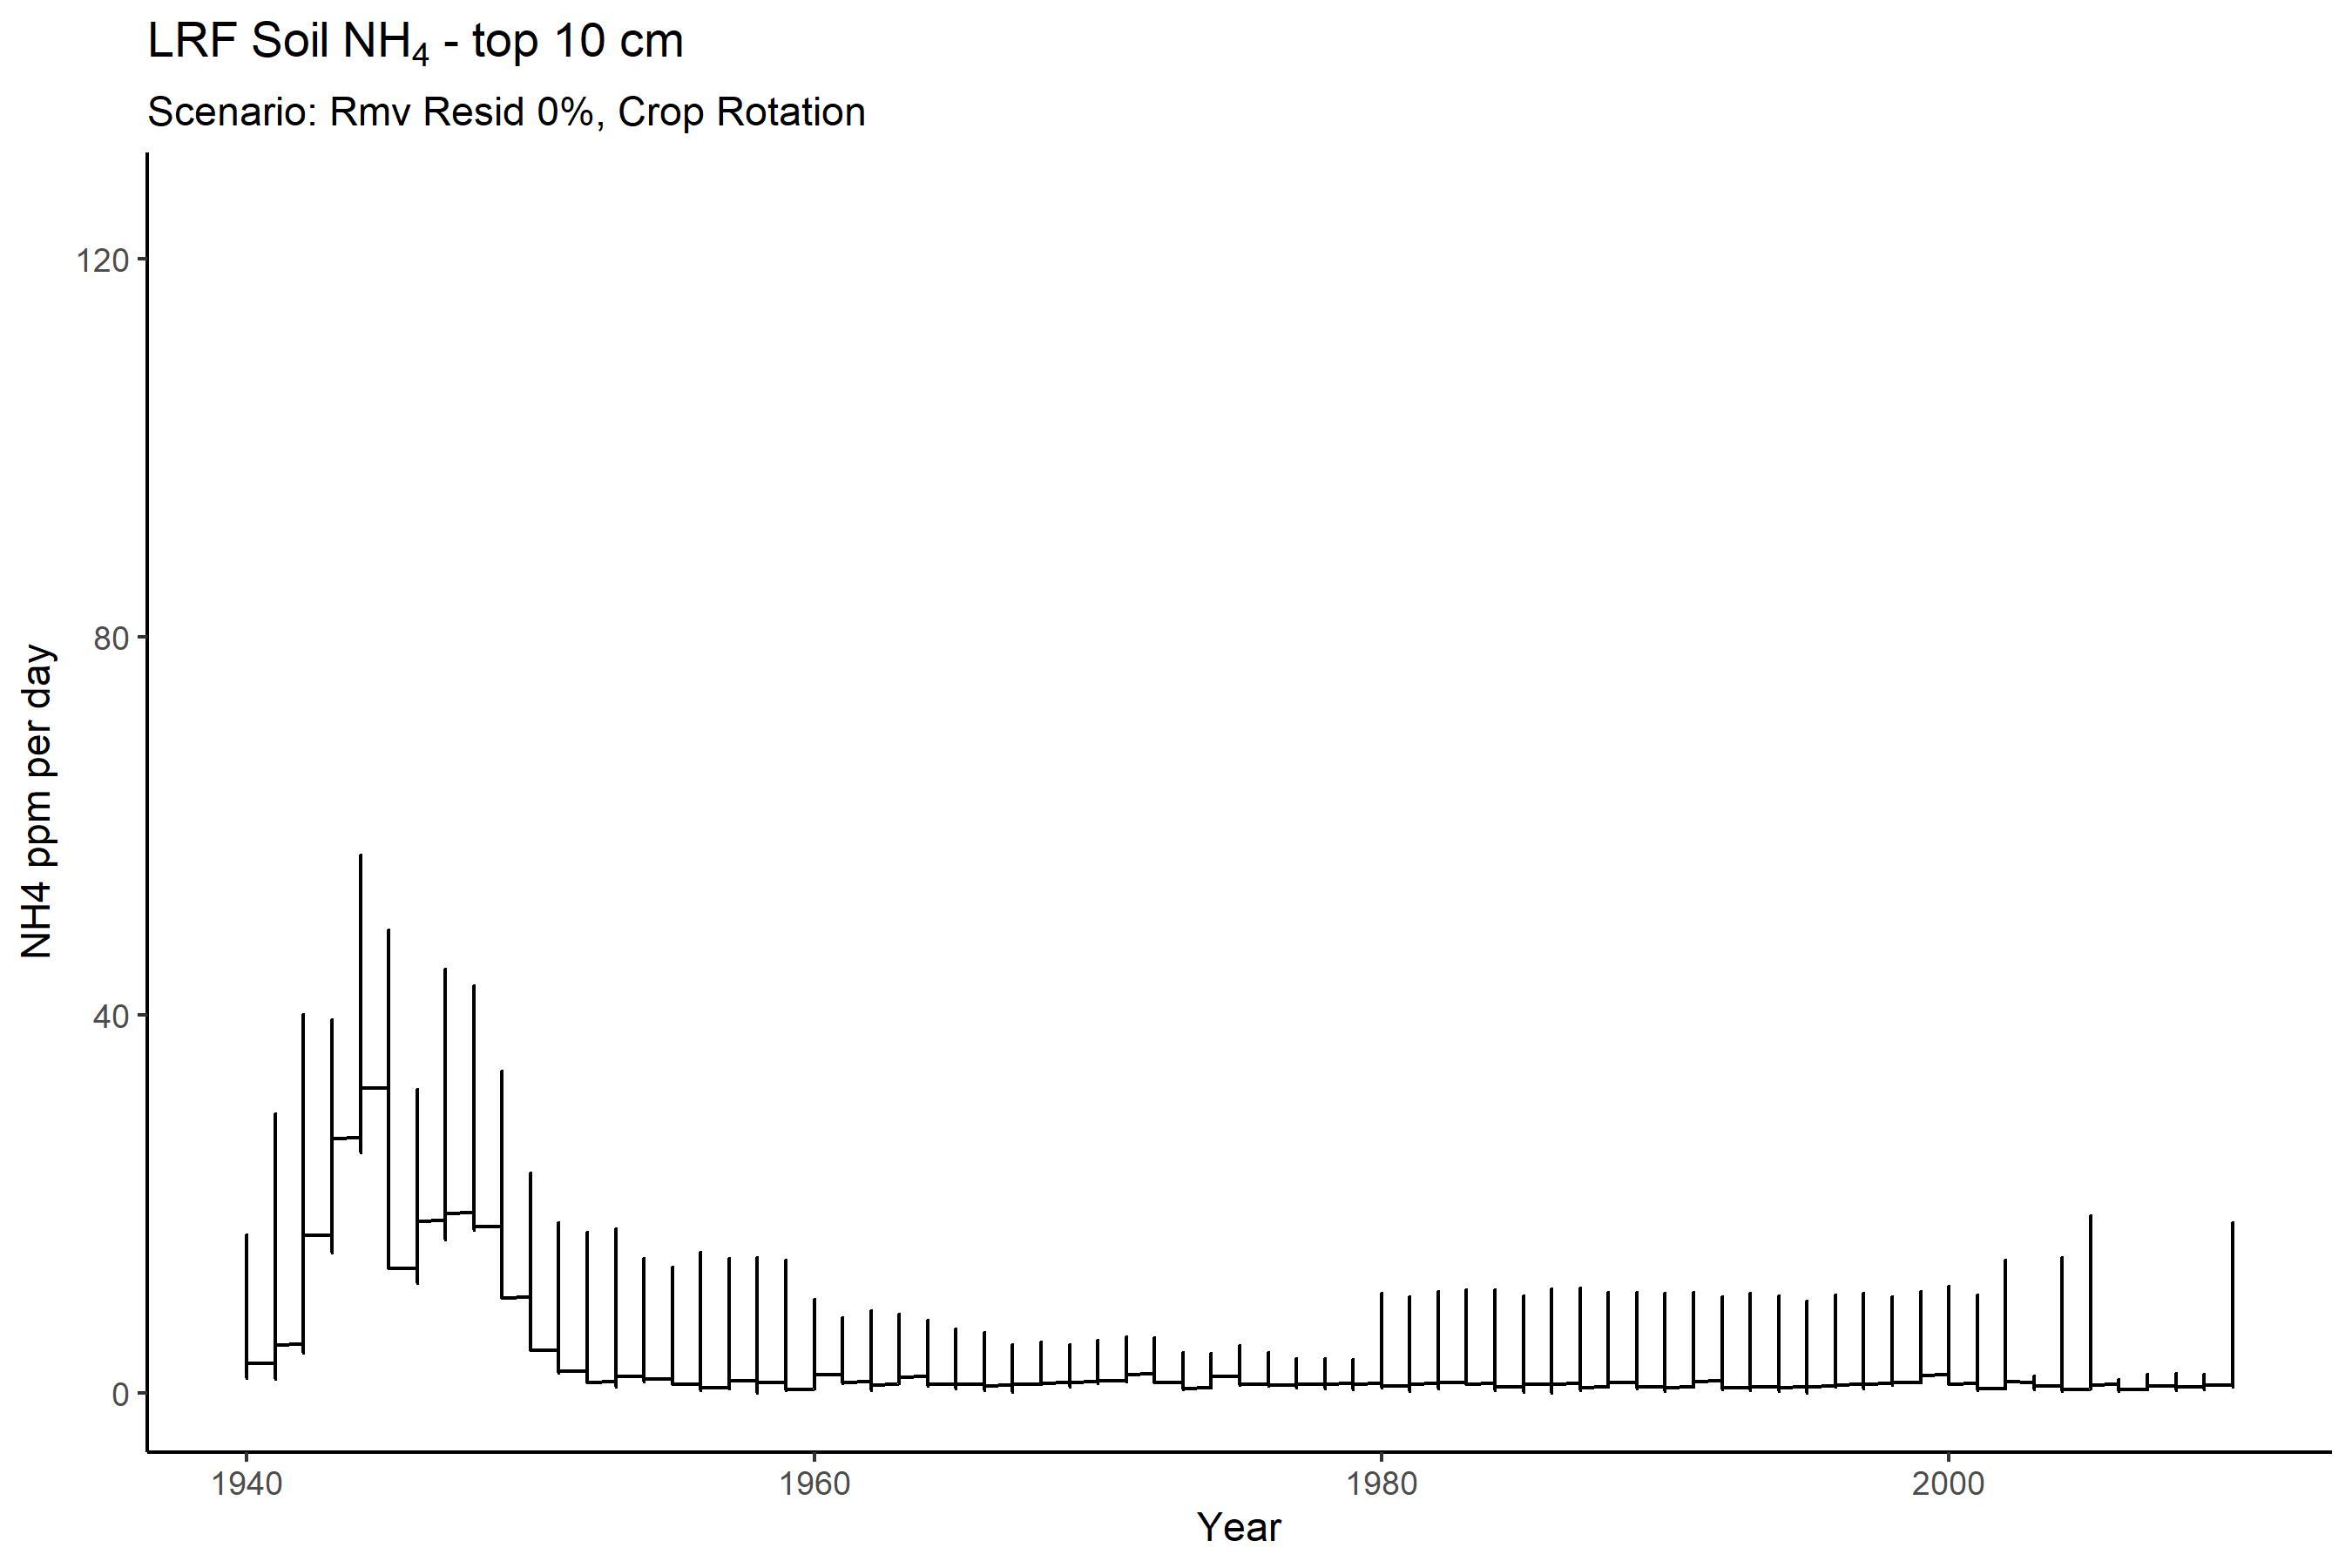 LRF Soil NH₄ - top 10 cm
Scenario: Rmv Resid 0%, Crop Rotation
120
80
40
0
NH4 ppm per day
1940 1960 1980 2000
Year